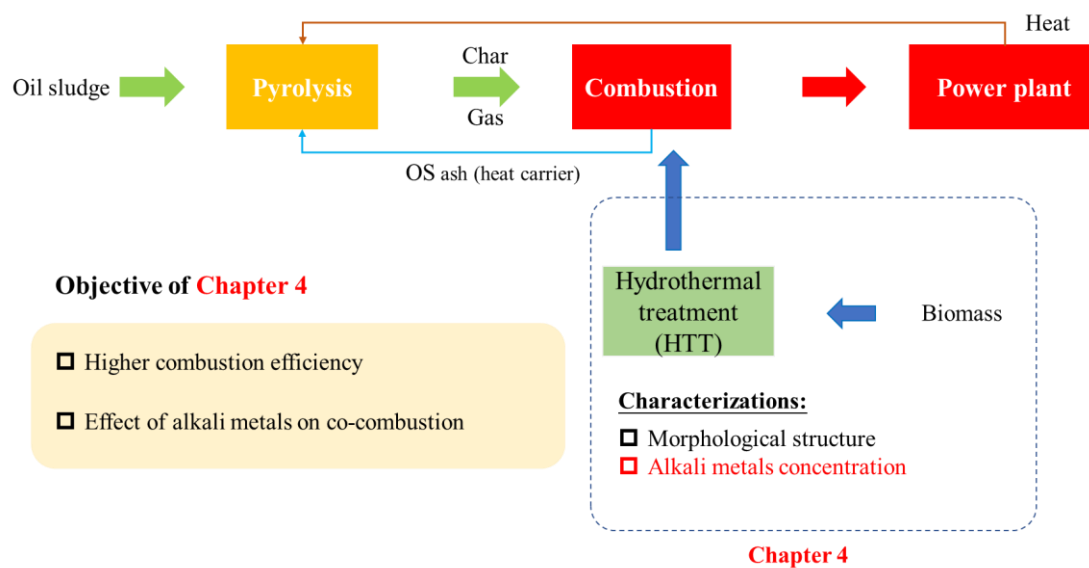 Heat
Oil sludge
Pyrolysis
Char
Gas
Combustion
Power plant
OS ash (heat carrier)
Objective of Chapter 4
Higher combustion efficiency
Effect of alkali metals on co-combustion
Hydrothermal
treatment
(HTT)
Biomass
Characterizations:
Morphological structure
Alkali metals concentration
Chapter 4